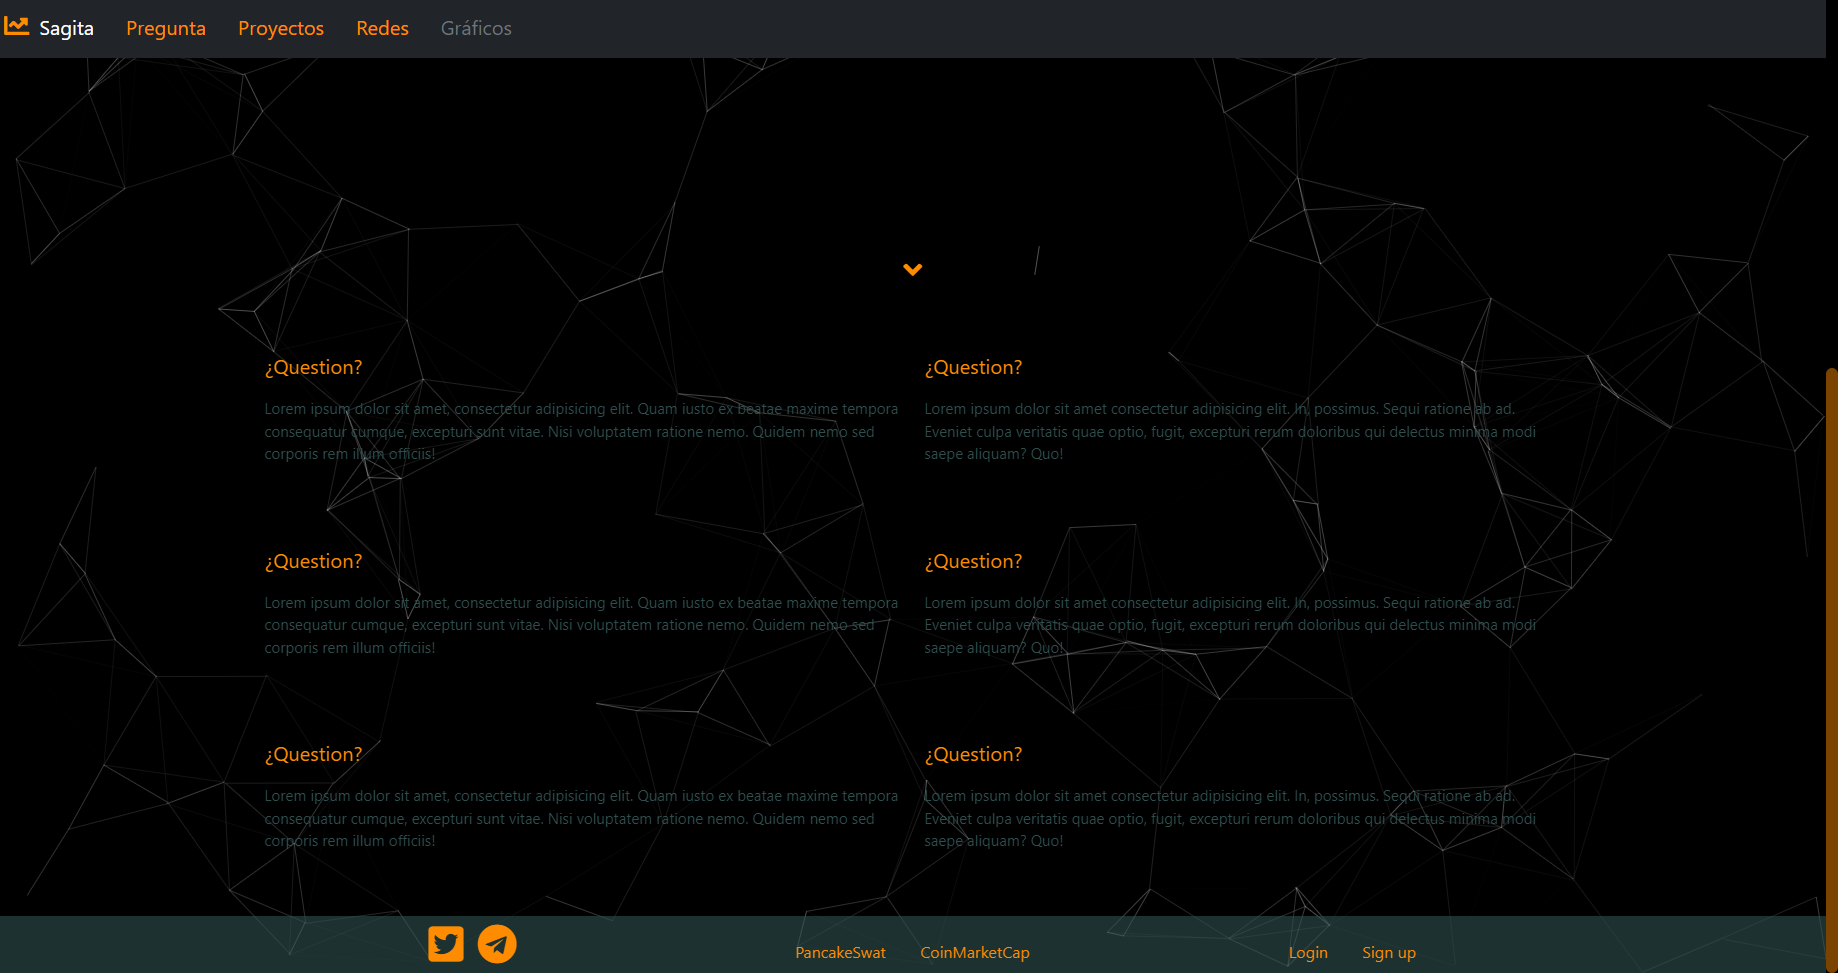 Sagita Pregunta Proyectos Redes Gráficos
¿Question?
Lorem ipsum dolor sit amet, consectetur adipisicing elit. Quam iusto ex beatae maxime tempora
consequatur cumque, excepturi sunt vitae. Nisi voluptatem ratione nemo. Quidem nemo sed
corporis rem illum officiis!
¿Question?
Lorem ipsum dolor sit amet consectetur adipisicing elit. In, possimus. Sequi ratione ab ad.
Eveniet culpa veritatis quae optio, fugit, excepturi rerum doloribus qui delectus minima modi
saepe aliquam? Quo!
¿Question?
Lorem ipsum dolor sit amet, consectetur adipisicing elit. Quam iusto ex beatae maxime tempora
consequatur cumque, excepturi sunt vitae. Nisi voluptatem ratione nemo. Quidem nemo sed
corporis rem illum officiis!
¿Question?
Lorem ipsum dolor sit amet consectetur adipisicing elit. In, possimus. Sequi ratione ab ad.
Eveniet culpa veritatis quae optio, fugit, excepturi rerum doloribus qui delectus minima modi
saepe aliquam? Quo!
¿Question?
Lorem ipsum dolor sit amet, consectetur adipisicing elit. Quam iusto ex beatae maxime tempora
consequatur cumque, excepturi sunt vitae. Nisi voluptatem ratione nemo. Quidem nemo sed
corporis rem illum officiis!
¿Question?
Lorem ipsum dolor sit amet consectetur adipisicing elit. In, possimus. Sequi ratione ab ad.
Eveniet culpa veritatis quae optio, fugit, excepturi rerum doloribus qui delectus minima modi
saepe aliquam? Quo!
PancakeSwat CoinMarketCap Login Sign up